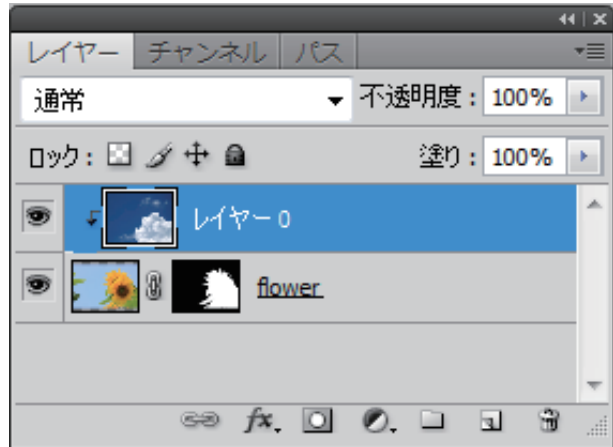 レイヤー チャンネル パス
通常 不透明度: 100%
ロック: 塗り: 100%
レイヤー 0
flower
fx.